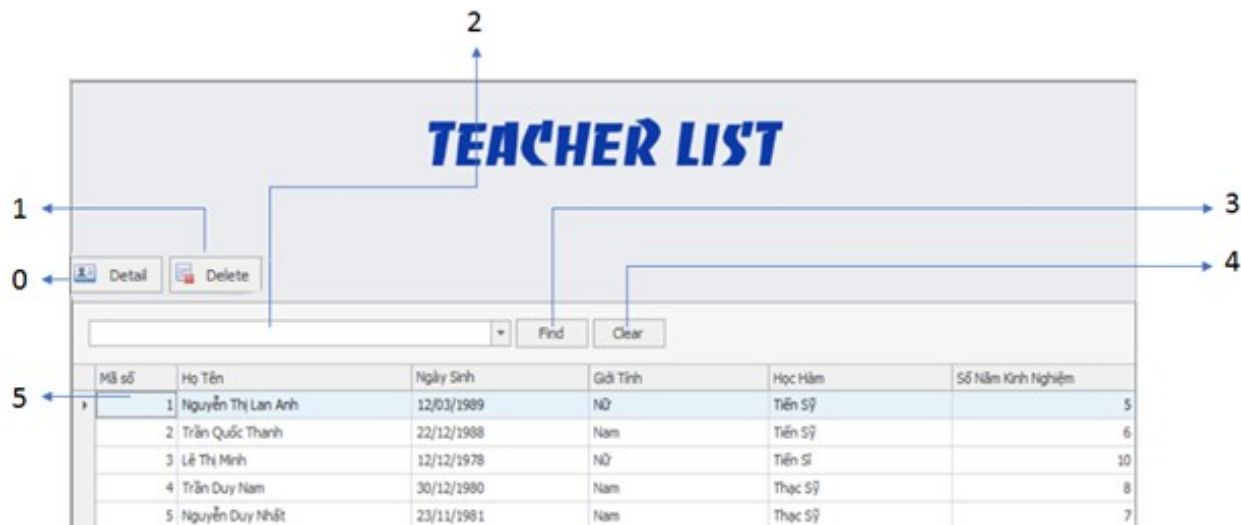 2
TEACHER LIST
1
3
4
0
Detail Delete
Find Clear
Mã số Họ Tên Ngày Sinh Giới Tính Học Hàm Số Năm Kinh Nghiệm
5
1 Nguyễn Thị Lan Anh 12/03/1989 Nữ Tiến Sỹ 5
2 Trần Quốc Thanh 22/12/1988 Nam Tiến Sỹ 6
3 Lê Thị Minh 12/12/1978 Nữ Tiến Sĩ 10
4 Trần Duy Nam 30/12/1980 Nam Thạc Sỹ 8
5 Nguyễn Duy Nhất 23/11/1981 Nam Thạc Sỹ 7